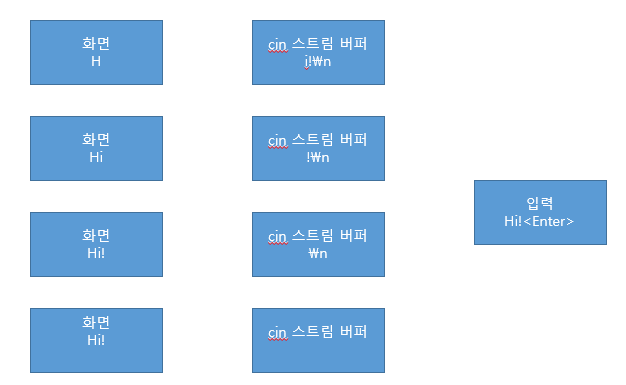 화면
H
cin 스트림 버퍼
i!₩n
화면
Hi
cin 스트림 버퍼
!₩n
입력
Hi!<Enter>
화면
Hi!
cin 스트림 버퍼
₩n
화면
Hi!
cin 스트림 버퍼